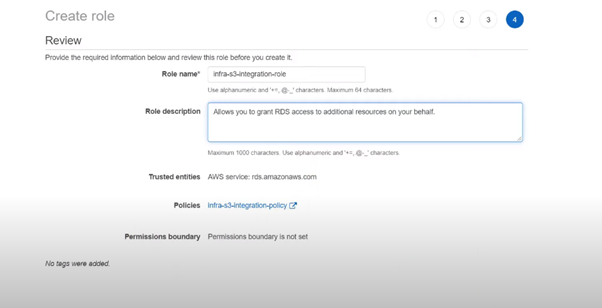 Create role
1 2 3 4
Review
Provide the required information below and review this role before you create it.
Role name* infra-s3-integration-role
Use alphanumeric and '+=,.@-_' characters. Maximum 64 characters.
Role description Allows you to grant RDS access to additional resources on your behalf.
Maximum 1000 characters. Use alphanumeric and '+=,.@-_' characters.
Trusted entities AWS service: rds.amazonaws.com
Policies infra-s3-integration-policy
Permissions boundary Permissions boundary is not set
No tags were added.